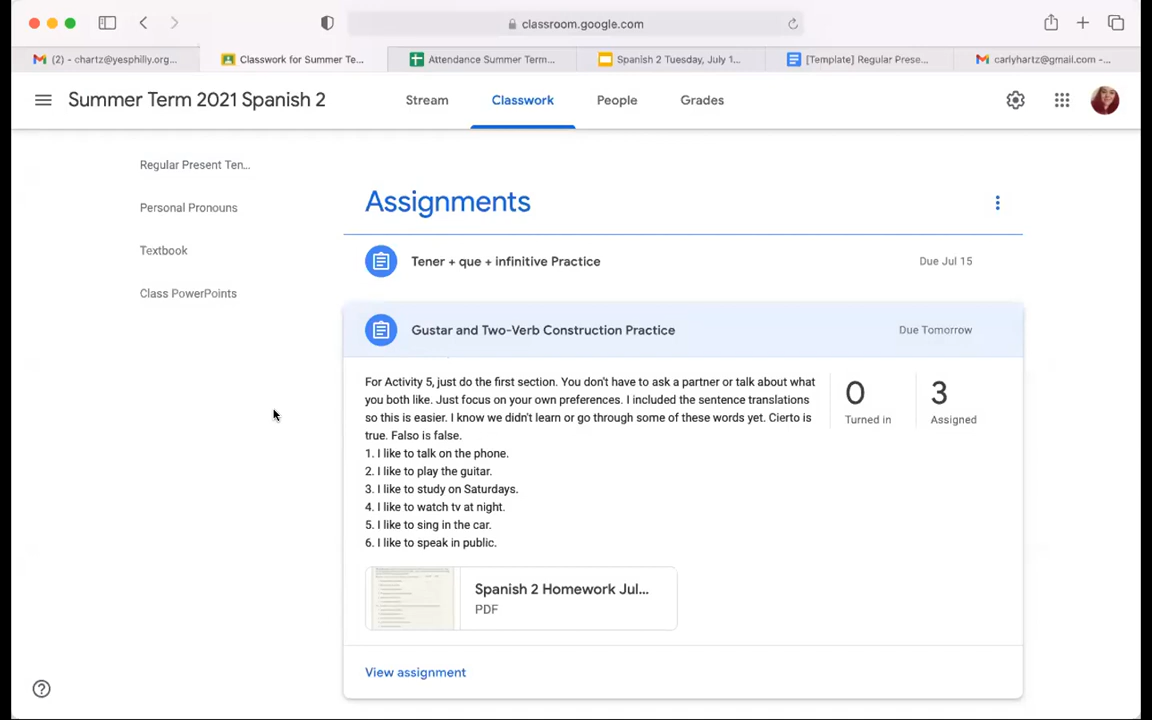 classroom.google.com
(2) - chartz@yesphilly.org...
Classwork for Summer Te...
Attendance Summer Term...
Spanish 2 Tuesday, July 1...
[Template] Regular Prese...
carlyhartz@gmail.com -...
Summer Term 2021 Spanish 2
Stream
Classwork
People
Grades
Regular Present Ten...
Personal Pronouns
Textbook
Class PowerPoints
Assignments
Tener + que + infinitive Practice
Due Jul 15
Gustar and Two-Verb Construction Practice
Due Tomorrow
For Activity 5, just do the first section. You don't have to ask a partner or talk about what
you both like. Just focus on your own preferences. I included the sentence translations
so this is easier. I know we didn't learn or go through some of these words yet. Cierto is
true. Falso is false.
1. I like to talk on the phone.
2. I like to play the guitar.
3. I like to study on Saturdays.
4. I like to watch tv at night.
5. I like to sing in the car.
6. I like to speak in public.
0
Turned in
3
Assigned
Spanish 2 Homework Jul...
PDF
View assignment